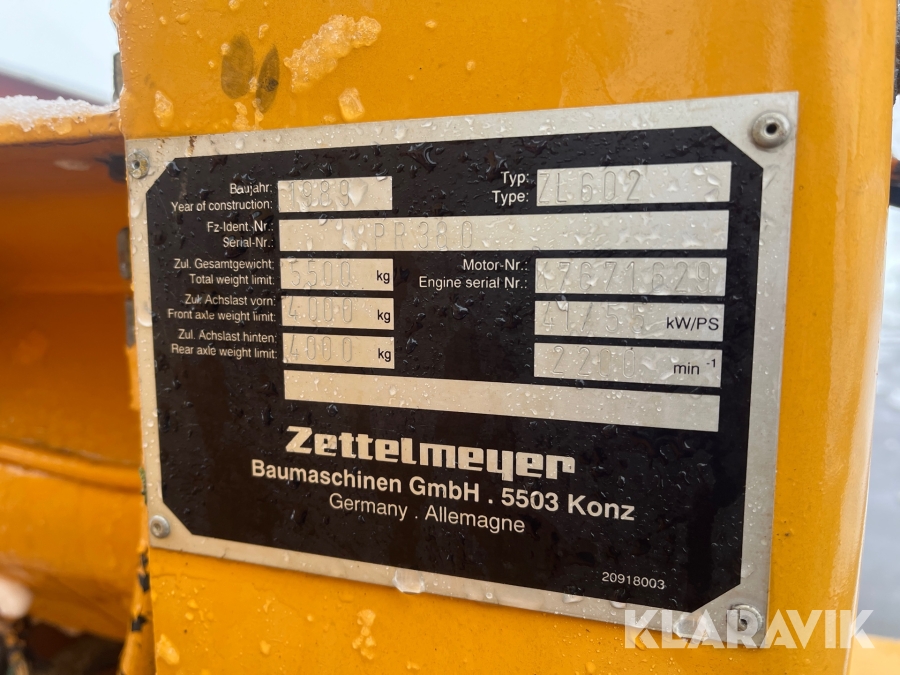 Baujahr:
Year of construction:
1989
Typ:
Type:
ZL602
Fz-Ident. Nr.:
Serial-Nr.:
PR380
Zul. Gesamtgewicht:
Total weight limit:
5500 kg
Motor-Nr.:
Engine serial Nr.:
7671629
Zul. Achslast vorn:
Front axle weight limit:
4000 kg
kW/PS
Zul. Achslast hinten:
Rear axle weight limit:
4000 kg
2200 min -1
Zettelmeyer
Baumaschinen GmbH . 5503 Konz
Germany . Allemagne
20918003
KLARAVIK